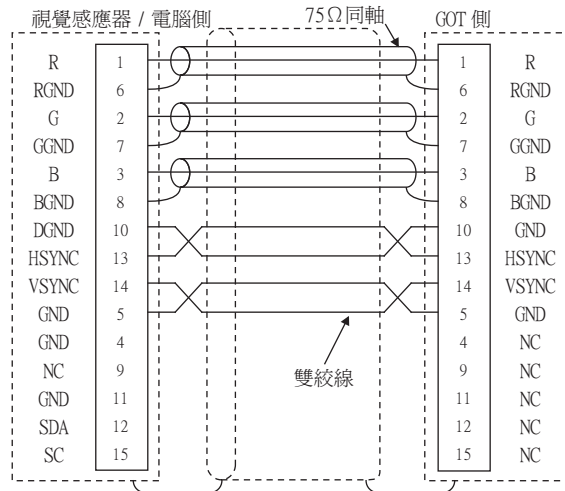 視覺感應器 / 電腦側 75Ω同軸 GOT 側
R 1 1 R
RGND 6 6 RGND
G 2 2 G
GGND 7 7 GGND
B 3 3 B
BGND 8 8 BGND
DGND 10 10 GND
HSYNC 13 13 HSYNC
VSYNC 14 14 VSYNC
GND 5 5 GND
GND 4 4 NC
NC 9 9 NC
雙絞線
GND 11 11 NC
SDA 12 12 NC
SC 15 15 NC